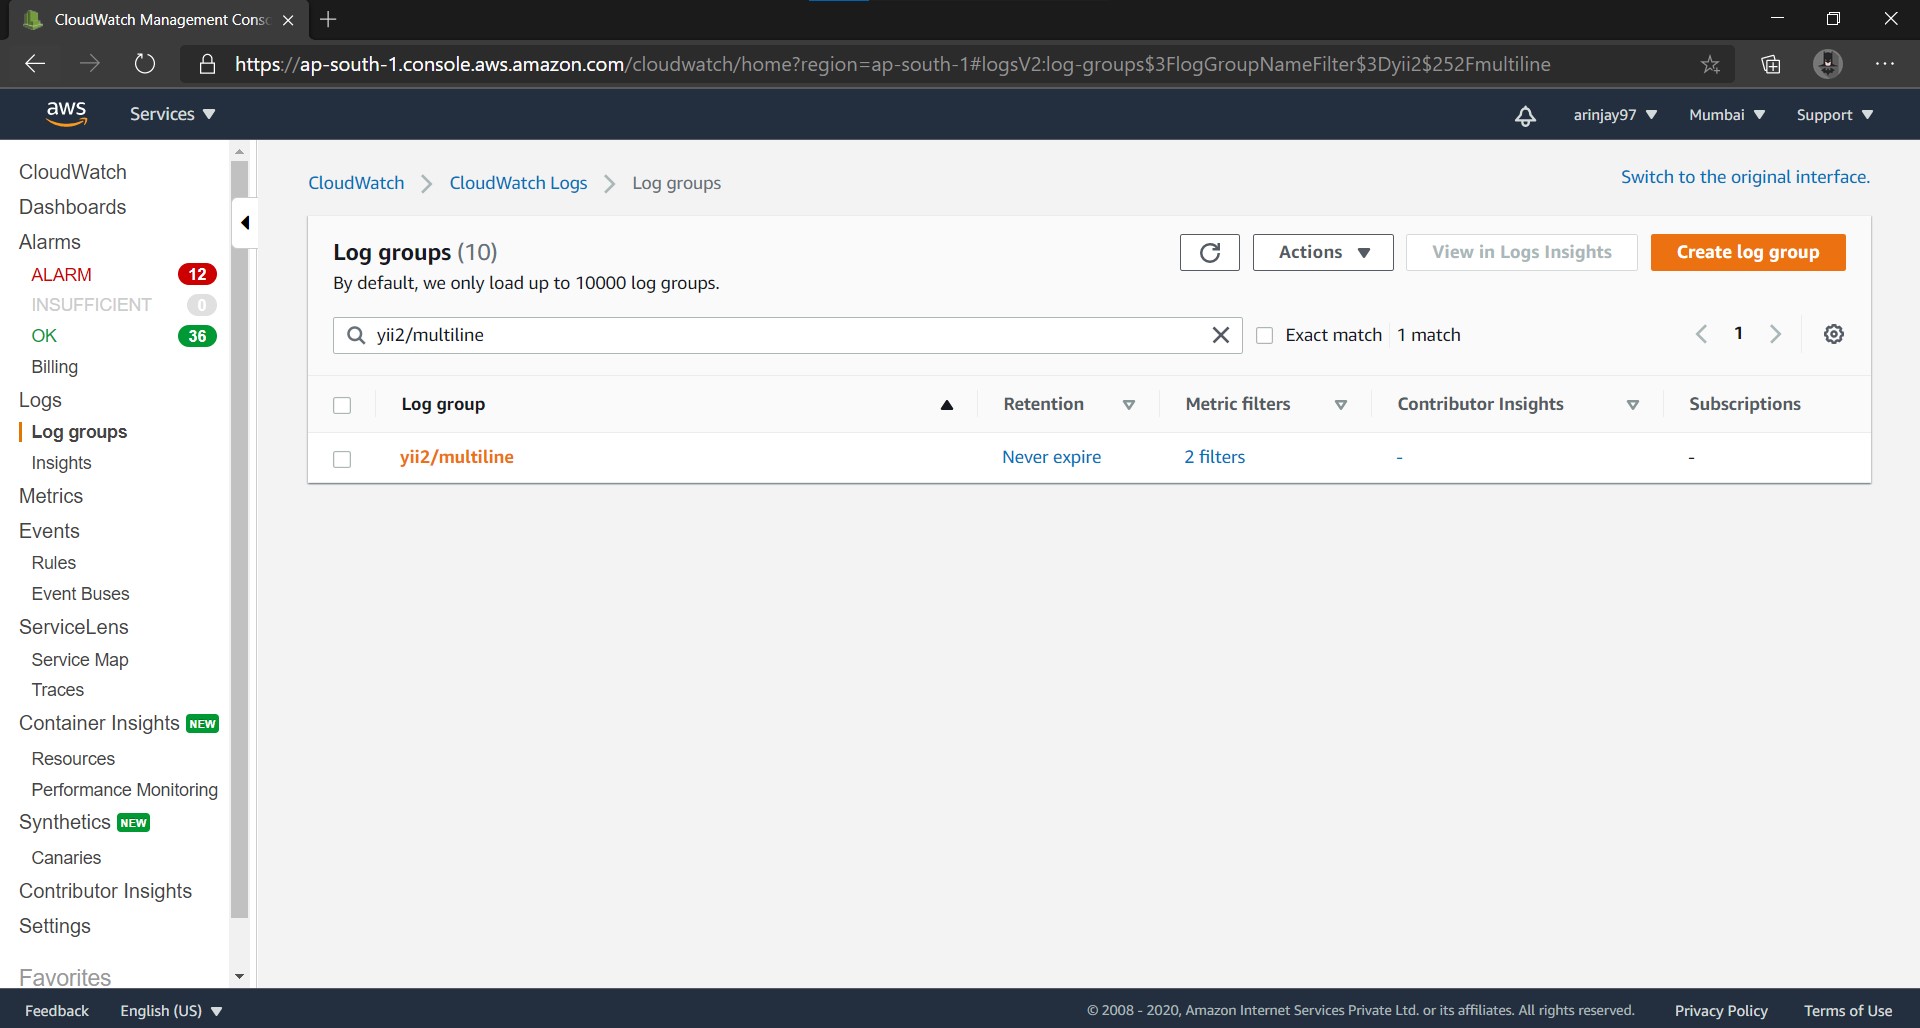 CloudWatch Management Cons
https://ap-south-1.console.aws.amazon.com/cloudwatch/home?region=ap-south-1#logsV2:log-groups$3FlogGroupNameFilter$3Dyii2$252Fmultiline
aws
Services
arinjay97
Mumbai
Support
CloudWatch
Dashboards
Alarms
ALARM 12
INSUFFICIENT 0
OK 36
Billing
Logs
Log groups
Insights
Metrics
Events
Rules
Event Buses
ServiceLens
Service Map
Traces
Container Insights NEW
Resources
Performance Monitoring
Synthetics NEW
Canaries
Contributor Insights
Settings
Favorites
CloudWatch > CloudWatch Logs > Log groups
Switch to the original interface.
Log groups (10)
By default, we only load up to 10000 log groups.
Actions
View in Logs Insights
Create log group
yii2/multiline
Exact match
1 match
1
Log group Retention Metric filters Contributor Insights Subscriptions
yii2/multiline Never expire 2 filters - -
Feedback
English (US)
© 2008 - 2020, Amazon Internet Services Private Ltd. or its affiliates. All rights reserved.
Privacy Policy
Terms of Use